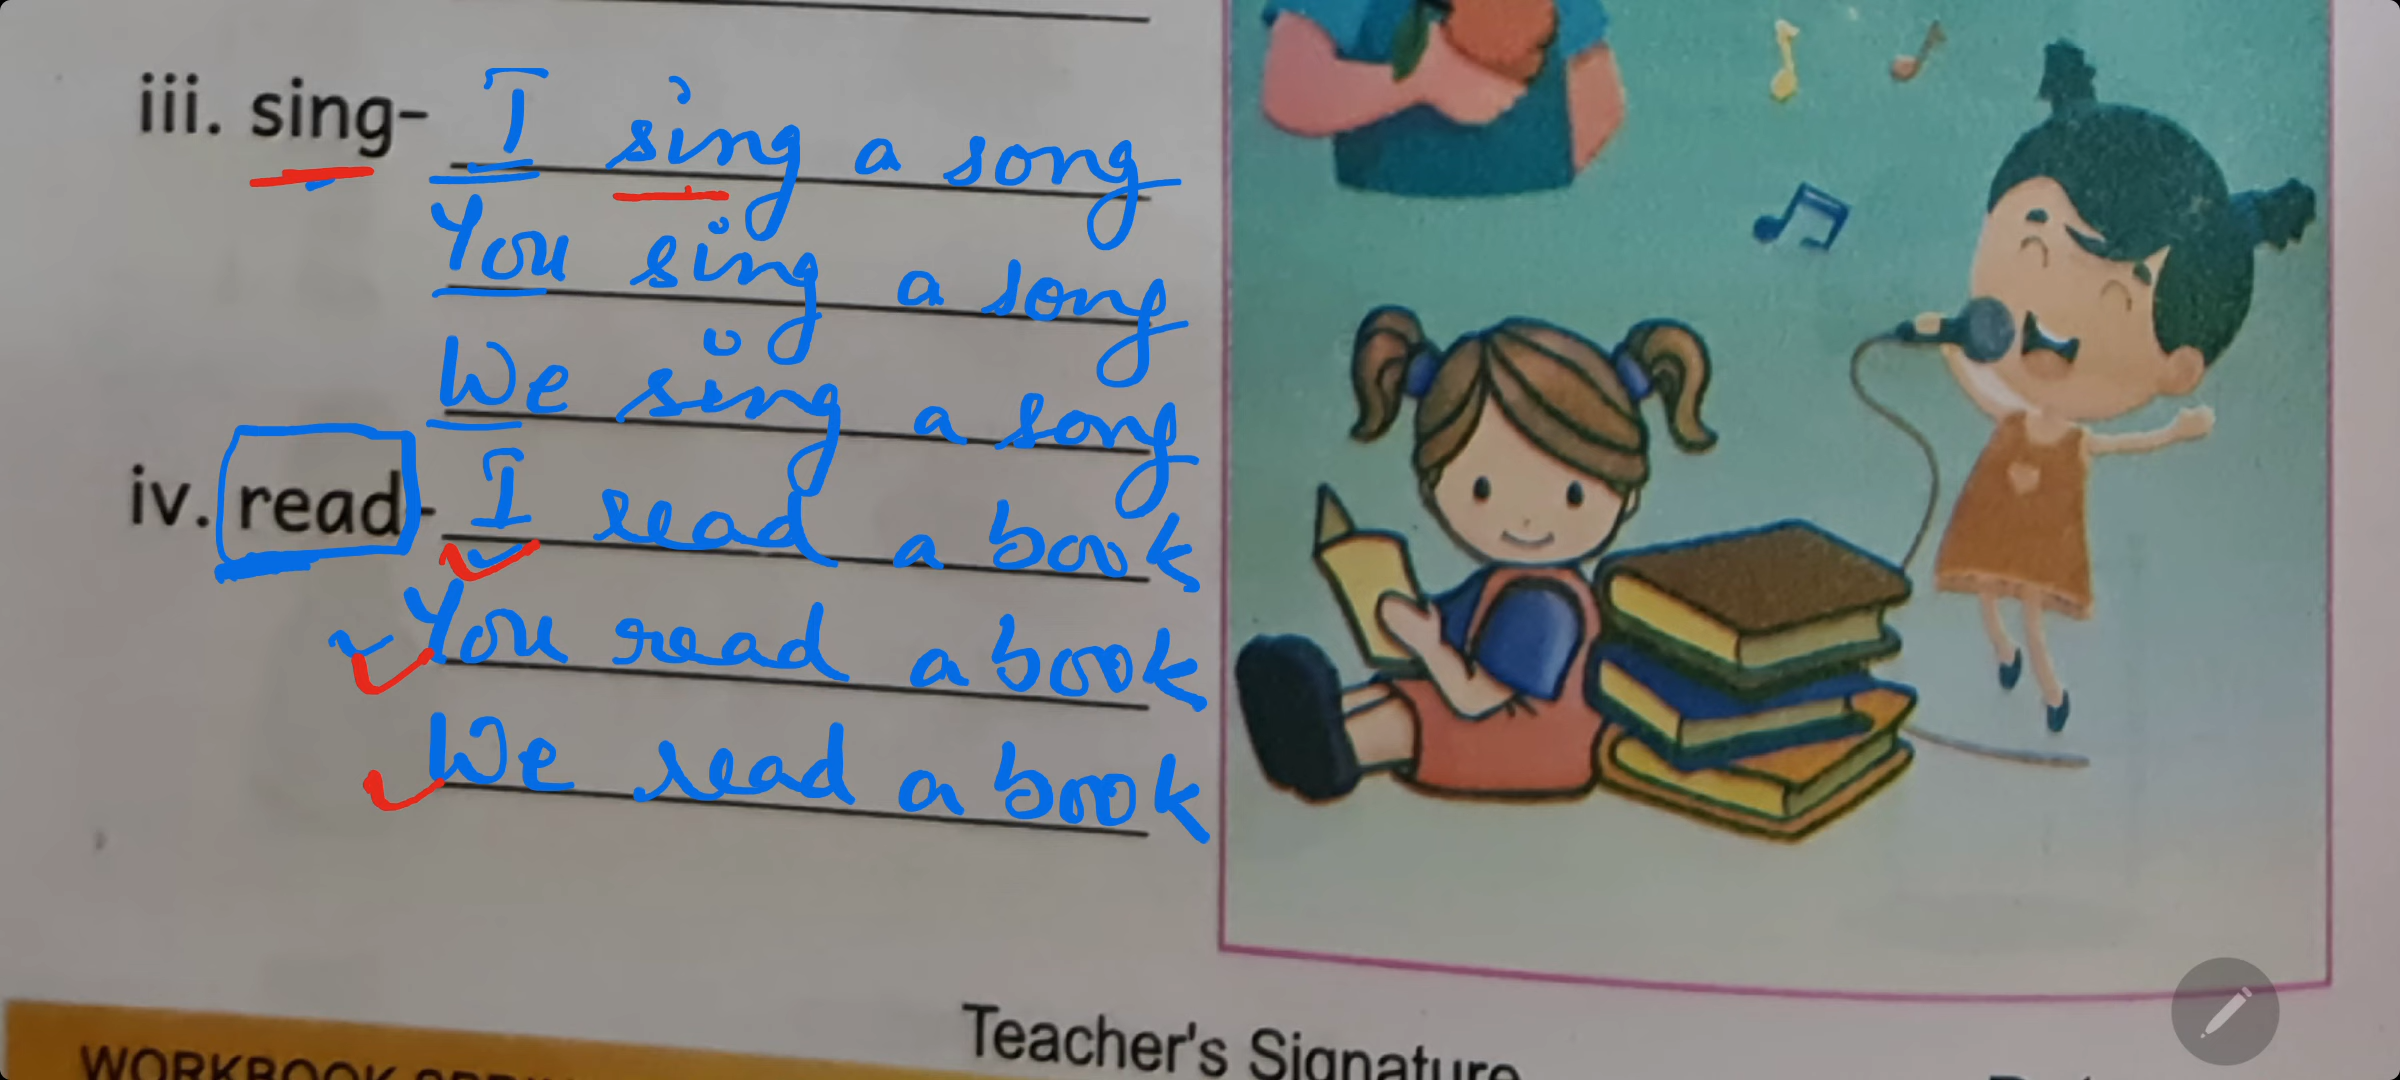 iii. sing- I sing a song
You sing a song
We sing a song
iv. read- I read a book
You read a book
We read a book
Teacher's Signature
WORKBOOK